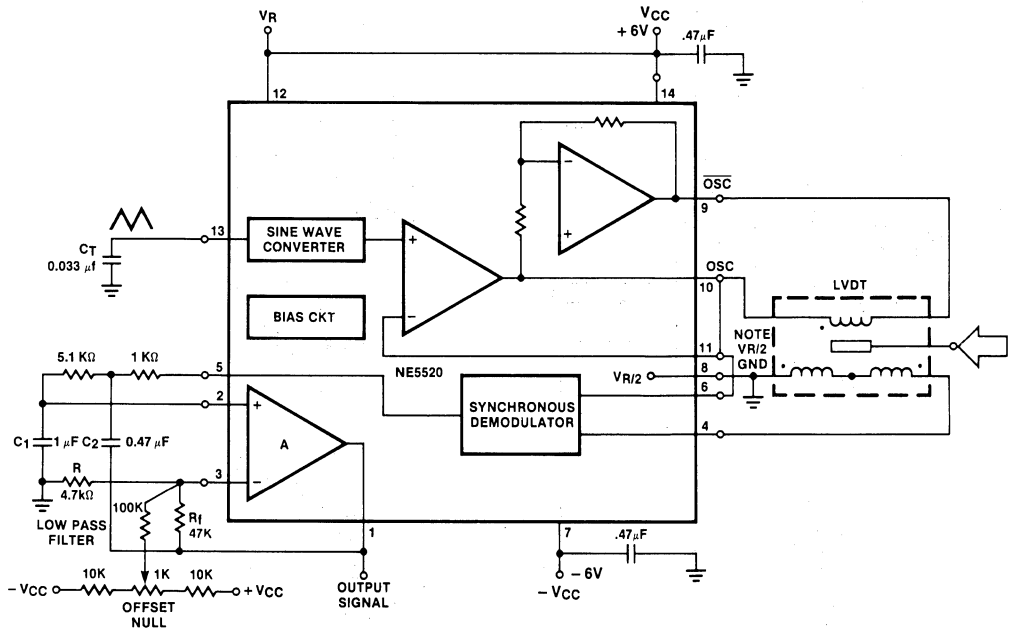 VR
VCC
+ 6V
.47μF
12
14
OSC
9
13
SINE WAVE
CONVERTER
+
−
−
+
CT
0.033 μf
OSC
10
LVDT
BIAS CKT
11
NOTE
VR/2
GND
5.1 KΩ
1 KΩ
5
NE5520
VR/2
8
6
2
+
SYNCHRONOUS
DEMODULATOR
4
C1
1 μF
C2
0.47 μF
A
R
4.7kΩ
3
−
100K
Rf
47K
LOW PASS
FILTER
1
7
.47μF
− VCC
10K
1K
10K
+ VCC
OFFSET
NULL
OUTPUT
SIGNAL
− 6V
− VCC